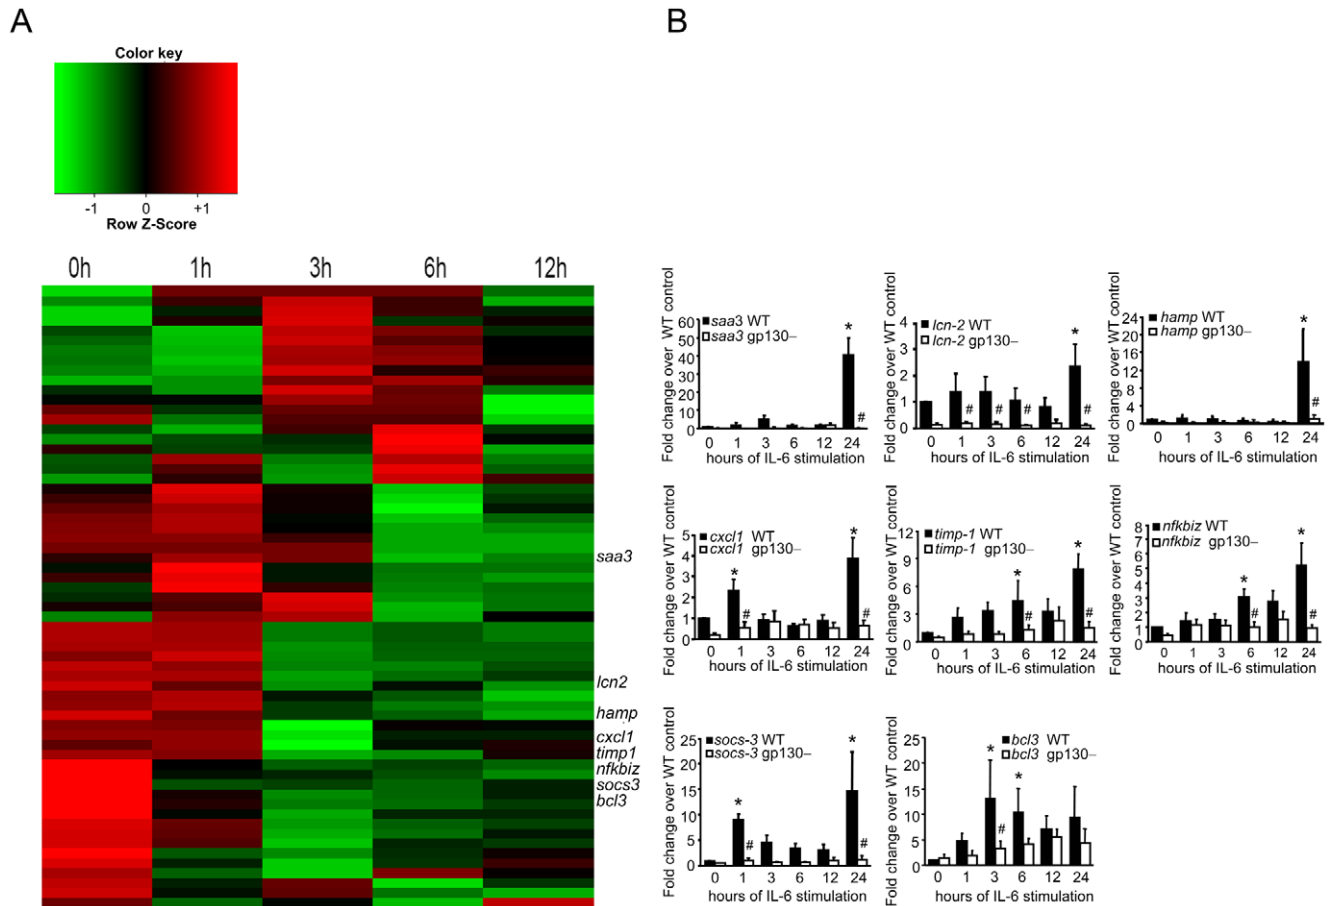 A
Color key
-1 0 +1
Row Z-Score
0h 1h 3h 6h 12h
saa3
lcn2
hamp
cxcl1
timp1
nfkbiz
socs3
bcl3
B
Fold change over WT control
60
50
40
30
20
10
0
saa3 WT
saa3 gp130–
*
#
0 1 3 6 12 24
hours of IL-6 stimulation
Fold change over WT control
4
3
2
1
0
lcn-2 WT
lcn-2 gp130–
*
# # # #
0 1 3 6 12 24
hours of IL-6 stimulation
Fold change over WT control
24
20
16
12
8
4
0
hamp WT
hamp gp130–
*
#
0 1 3 6 12 24
hours of IL-6 stimulation
Fold change over WT control
5
4
3
2
1
0
cxcl1 WT
cxcl1 gp130–
* *
# #
0 1 3 6 12 24
hours of IL-6 stimulation
Fold change over WT control
12
9
6
3
0
timp-1 WT
timp-1 gp130–
* *
# #
0 1 3 6 12 24
hours of IL-6 stimulation
Fold change over WT control
8
7
6
5
4
3
2
1
0
nfkbiz WT
nfkbiz gp130–
* *
# #
0 1 3 6 12 24
hours of IL-6 stimulation
Fold change over WT control
25
20
15
10
5
0
socs-3 WT
socs-3 gp130–
* *
# #
0 1 3 6 12 24
hours of IL-6 stimulation
Fold change over WT control
25
20
15
10
5
0
bcl3 WT
bcl3 gp130–
* *
#
0 1 3 6 12 24
hours of IL-6 stimulation